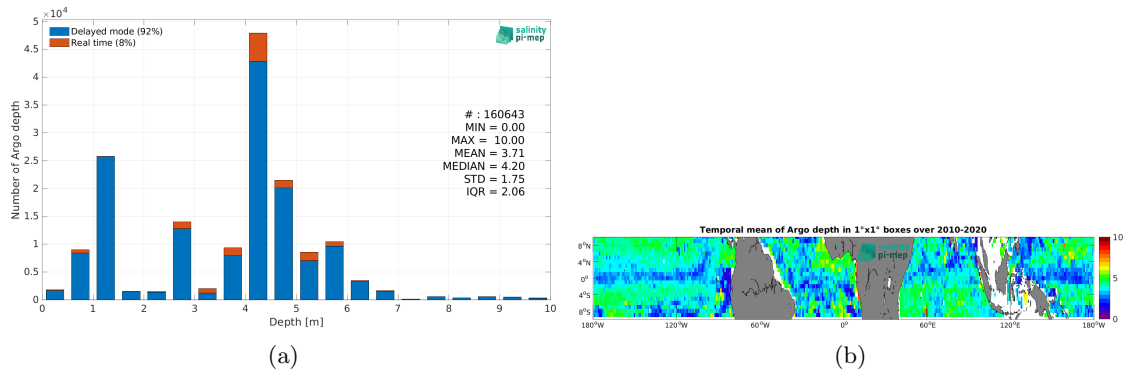 ×10⁴
Delayed mode (92%)
Real time (8%)
salinity
pi-mep
5
4.5
4
3.5
3
2.5
2
1.5
1
0.5
0
Number of Argo depth
# : 160643
MIN = 0.00
MAX = 10.00
MEAN = 3.71
MEDIAN = 4.20
STD = 1.75
IQR = 2.06
0 1 2 3 4 5 6 7 8 9 10
Depth [m]
(a)
Temporal mean of Argo depth in 1°x1° boxes over 2010-2020
salinity
pi-mep
8°N
4°N
0°
4°S
8°S
180°W 120°W 60°W 0° 60°E 120°E 180°W
10
5
0
(b)